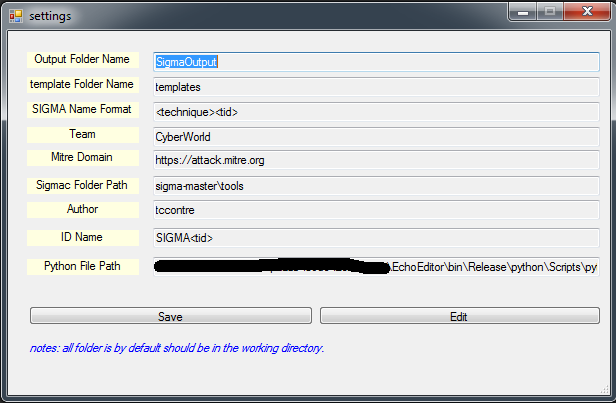 settings
Output Folder Name SigmaOutput
template Folder Name templates
SIGMA Name Format <technique><tid>
Team CyberWorld
Mitre Domain https://attack.mitre.org
Sigmac Folder Path sigma-master\tools
Author tccontre
ID Name SIGMA<tid>
Python File Path \EchoEditor\bin\Release\python\Scripts\py
Save Edit
notes: all folder is by default should be in the working directory.